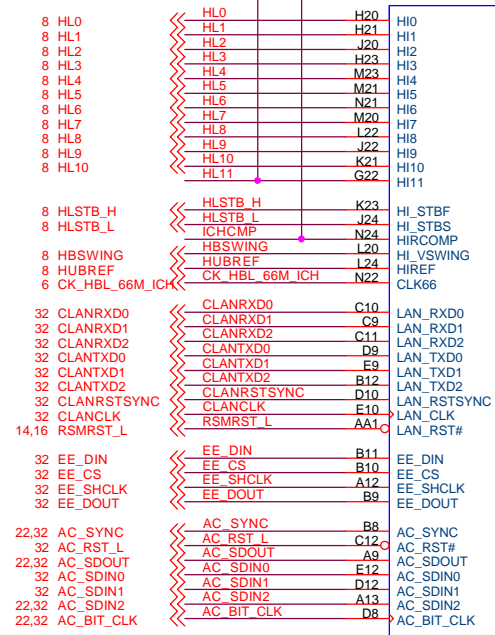 8 HL0 HL0 H20 HI0
8 HL1 HL1 H21 HI1
8 HL2 HL2 J20 HI2
8 HL3 HL3 H23 HI3
8 HL4 HL4 M23 HI4
8 HL5 HL5 M21 HI5
8 HL6 HL6 N21 HI6
8 HL7 HL7 M20 HI7
8 HL8 HL8 L22 HI8
8 HL9 HL9 J22 HI9
8 HL10 HL10 K21 HI10
HL11 G22 HI11
8 HLSTB_H HLSTB_H K23 HI_STBF
8 HLSTB_L HLSTB_L J24 HI_STBS
ICHCMP N24 HIRCOMP
8 HBSWING HBSWING L20 HI_VSWING
8 HUBREF HUBREF L24 HIREF
6 CK_HBL_66M_ICH CK_HBL_66M_ICH N22 CLK66
32 CLANRXD0 CLANRXD0 C10 LAN_RXD0
32 CLANRXD1 CLANRXD1 C9 LAN_RXD1
32 CLANRXD2 CLANRXD2 C11 LAN_RXD2
32 CLANTXD0 CLANTXD0 D9 LAN_TXD0
32 CLANTXD1 CLANTXD1 E9 LAN_TXD1
32 CLANTXD2 CLANTXD2 B12 LAN_TXD2
32 CLANRSTSYNC CLANRSTSYNC D10 LAN_RSTSYNC
32 CLANCLK CLANCLK E10 LAN_CLK
14,16 RSMRST_L RSMRST_L AA1 LAN_RST#
32 EE_DIN EE_DIN B11 EE_DIN
32 EE_CS EE_CS B10 EE_CS
32 EE_SHCLK EE_SHCLK A12 EE_SHCLK
32 EE_DOUT EE_DOUT B9 EE_DOUT
22,32 AC_SYNC AC_SYNC B8 AC_SYNC
32 AC_RST_L AC_RST_L C12 AC_RST#
22,32 AC_SDOUT AC_SDOUT A9 AC_SDOUT
32 AC_SDIN0 AC_SDIN0 E12 AC_SDIN0
32 AC_SDIN1 AC_SDIN1 D12 AC_SDIN1
22,32 AC_SDIN2 AC_SDIN2 A13 AC_SDIN2
22,32 AC_BIT_CLK AC_BIT_CLK D8 AC_BIT_CLK